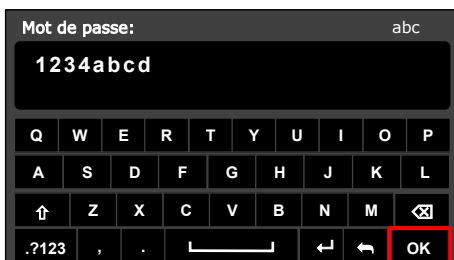 Mot de passe: abc
1234abcd
Q W E R T Y U I O P
A S D F G H J K L
Z X C V B N M
.?123 , . OK